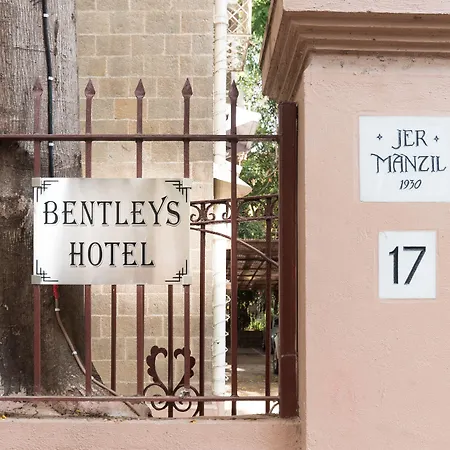 BENTLEYS
HOTEL
JER
MANZIL
1930
17